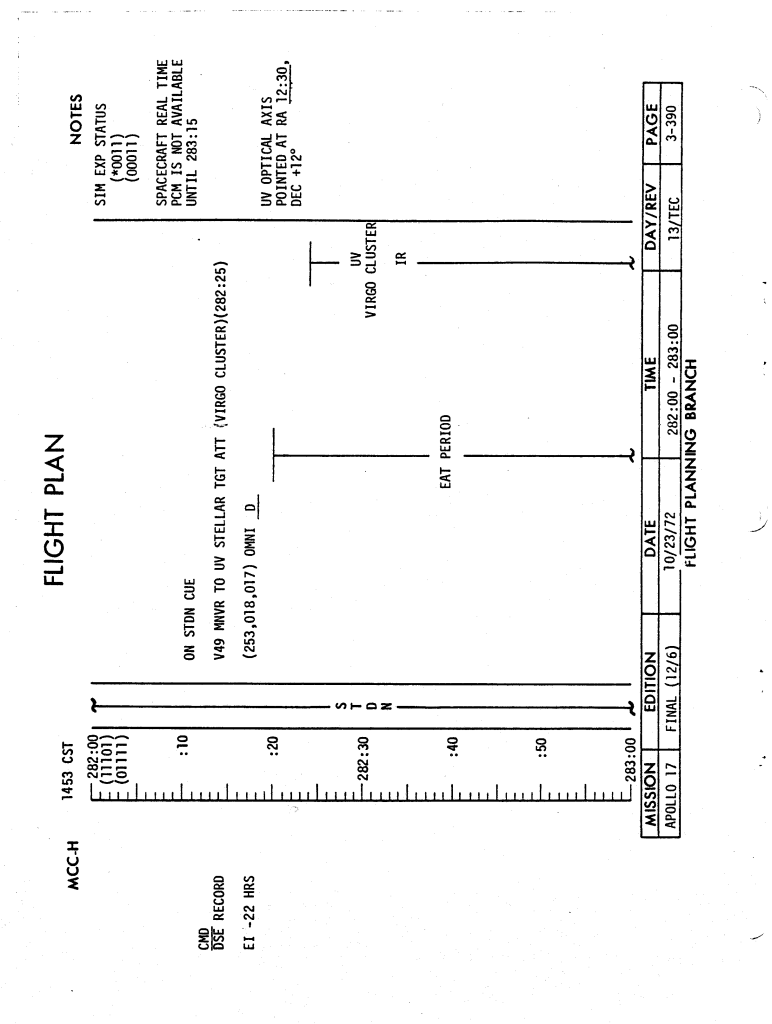 FLIGHT PLAN
MCC-H
1453 CST
NOTES
282:00
(11101)
(01111)
:10
:20
282:30
:40
:50
283:00
CMD
DSE RECORD
EI -22 HRS
S
T
D
N
ON STDN CUE
V49 MNVR TO UV STELLAR TGT ATT (VIRGO CLUSTER)(282:25)
(253,018,017) OMNI D
EAT PERIOD
UV
VIRGO CLUSTER
IR
SIM EXP STATUS
(*0011)
(00011)
SPACECRAFT REAL TIME
PCM IS NOT AVAILABLE
UNTIL 283:15
UV OPTICAL AXIS
POINTED AT RA 12:30,
DEC +12°
MISSION EDITION DATE TIME DAY/REV PAGE
APOLLO 17 FINAL (12/6) 10/23/72 282:00 - 283:00 13/TEC 3-390
FLIGHT PLANNING BRANCH